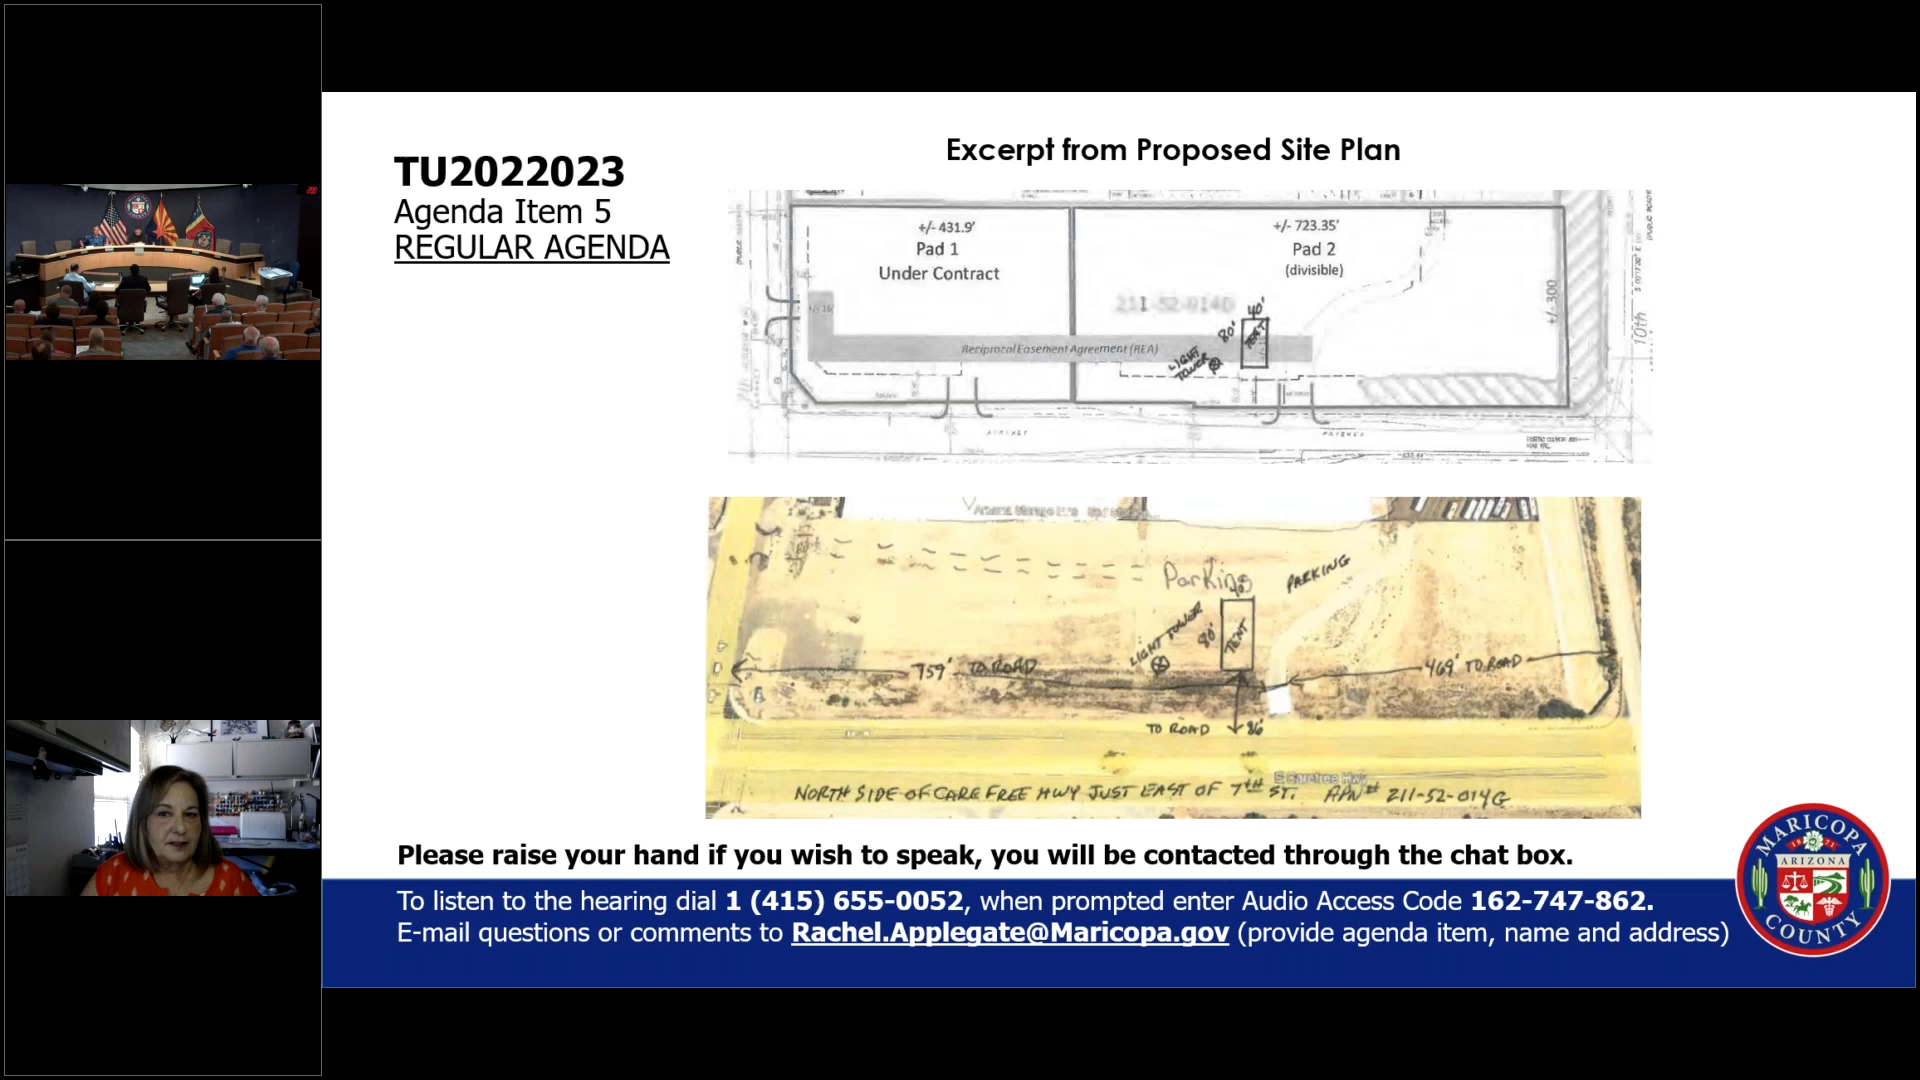 TU2022023
Agenda Item 5
REGULAR AGENDA
Excerpt from Proposed Site Plan
+/- 431.9'
Pad 1
Under Contract
+/- 723.35'
Pad 2
(divisible)
+/- 300
10th
40'
80'
TENT
LIGHT
TOWER
Reciprocal Easement Agreement (REA)
Parking
PARKING
40'
80'
TENT
LIGHT TOWER
759' TO ROAD
469' TO ROAD
TO ROAD 86'
E Carefree Hwy
NORTH SIDE OF CAREFREE HWY JUST EAST OF 7TH ST. APN# 211-52-014G
Please raise your hand if you wish to speak, you will be contacted through the chat box.
To listen to the hearing dial 1 (415) 655-0052, when prompted enter Audio Access Code 162-747-862.
E-mail questions or comments to Rachel.Applegate@Maricopa.gov (provide agenda item, name and address)
MARICOPA
1871
ARIZONA
COUNTY